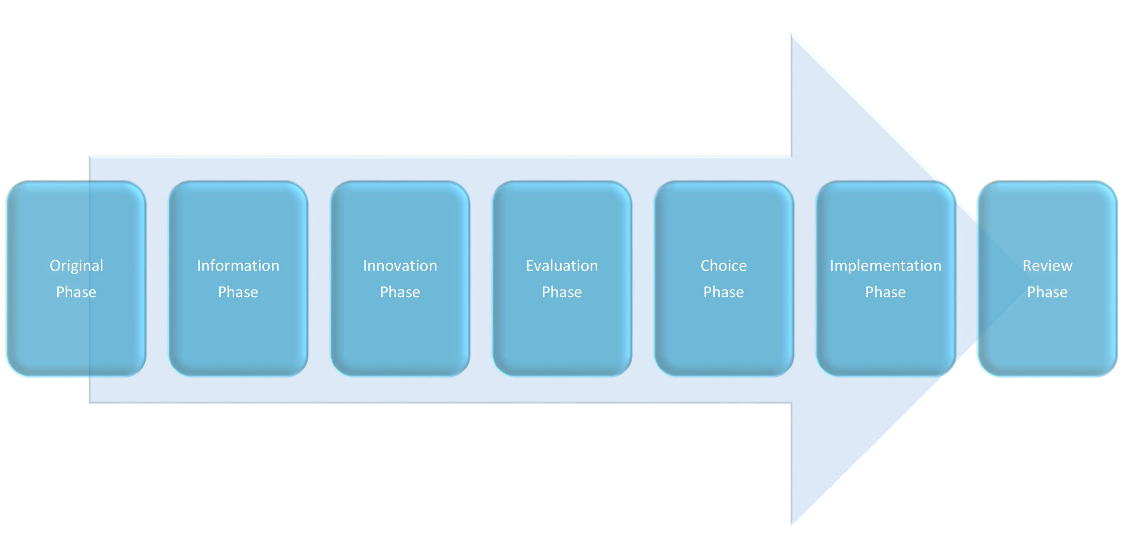 Original
Phase
Information
Phase
Innovation
Phase
Evaluation
Phase
Choice
Phase
Implementation
Phase
Review
Phase